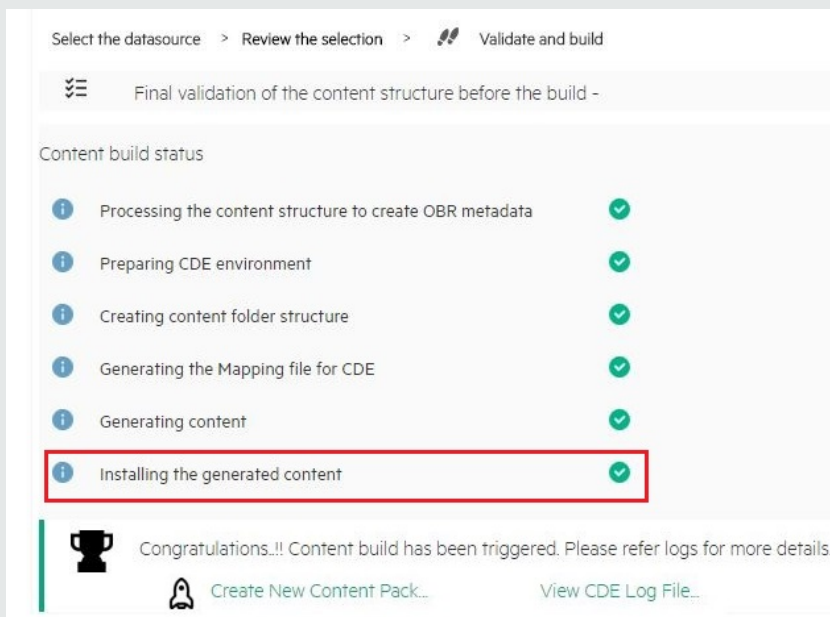 Select the datasource > Review the selection > Validate and build
Final validation of the content structure before the build -
Content build status
Processing the content structure to create OBR metadata
Preparing CDE environment
Creating content folder structure
Generating the Mapping file for CDE
Generating content
Installing the generated content
Congratulations..!! Content build has been triggered. Please refer logs for more details
Create New Content Pack... View CDE Log File...